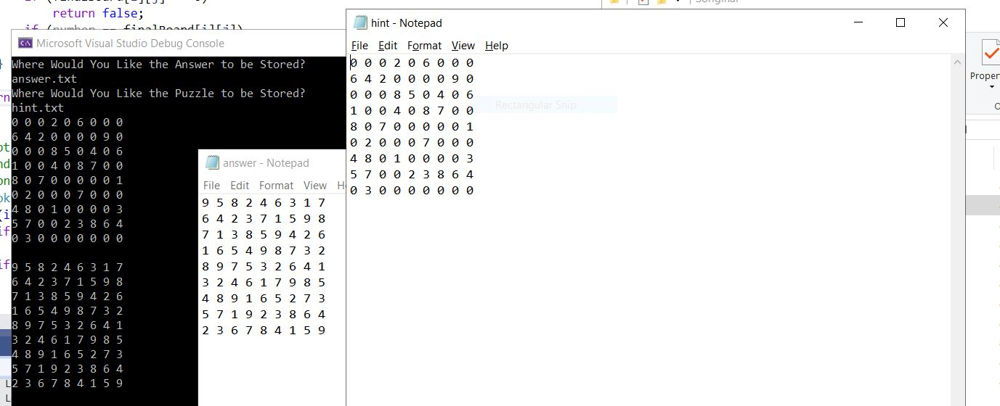 return false;
Microsoft Visual Studio Debug Console
Where Would You Like the Answer to be Stored?
answer.txt
Where Would You Like the Puzzle to be Stored?
hint.txt
0 0 0 2 0 6 0 0 0
6 4 2 0 0 0 0 9 0
0 0 0 8 5 0 4 0 6
1 0 0 4 0 8 7 0 0
8 0 7 0 0 0 0 0 1
0 2 0 0 0 7 0 0 0
4 8 0 1 0 0 0 0 3
5 7 0 0 2 3 8 6 4
0 3 0 0 0 0 0 0 0
9 5 8 2 4 6 3 1 7
6 4 2 3 7 1 5 9 8
7 1 3 8 5 9 4 2 6
1 6 5 4 9 8 7 3 2
8 9 7 5 3 2 6 4 1
3 2 4 6 1 7 9 8 5
4 8 9 1 6 5 2 7 3
5 7 1 9 2 3 8 6 4
2 3 6 7 8 4 1 5 9
answer - Notepad
File Edit Format View
9 5 8 2 4 6 3 1 7
6 4 2 3 7 1 5 9 8
7 1 3 8 5 9 4 2 6
1 6 5 4 9 8 7 3 2
8 9 7 5 3 2 6 4 1
3 2 4 6 1 7 9 8 5
4 8 9 1 6 5 2 7 3
5 7 1 9 2 3 8 6 4
2 3 6 7 8 4 1 5 9
hint - Notepad
File Edit Format View Help
0 0 0 2 0 6 0 0 0
6 4 2 0 0 0 0 9 0
0 0 0 8 5 0 4 0 6
1 0 0 4 0 8 7 0 0
8 0 7 0 0 0 0 0 1
0 2 0 0 0 7 0 0 0
4 8 0 1 0 0 0 0 3
5 7 0 0 2 3 8 6 4
0 3 0 0 0 0 0 0 0
Rectangular Snip
Proper